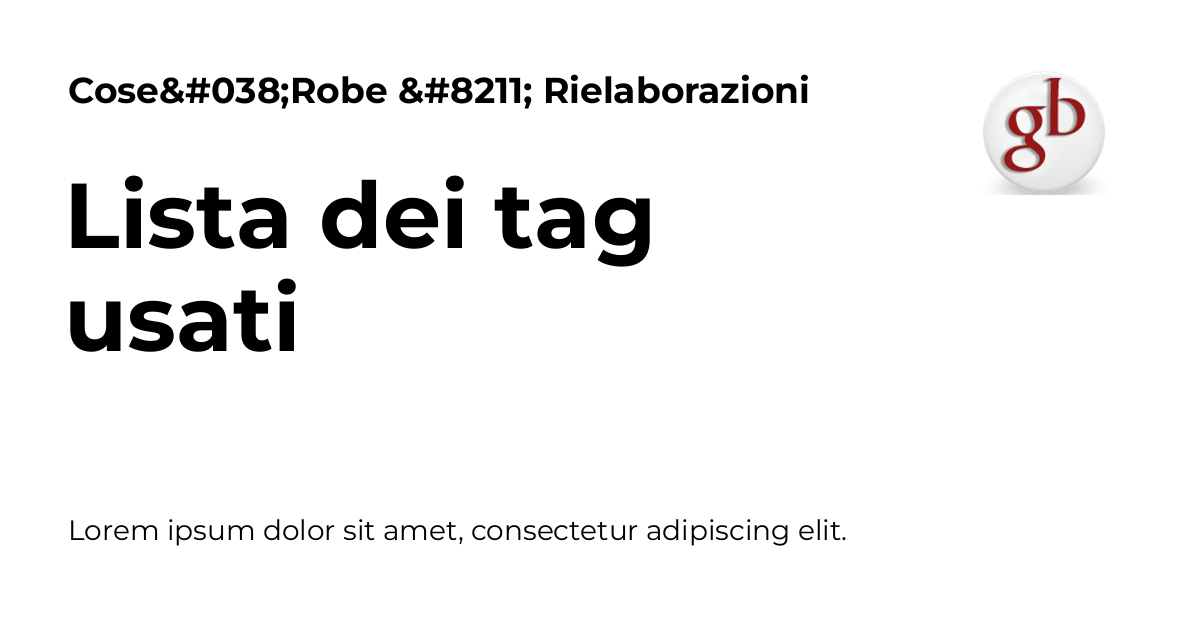 Cose&#038;Robe &#8211; Rielaborazioni
gb
Lista dei tag
usati
Lorem ipsum dolor sit amet, consectetur adipiscing elit.